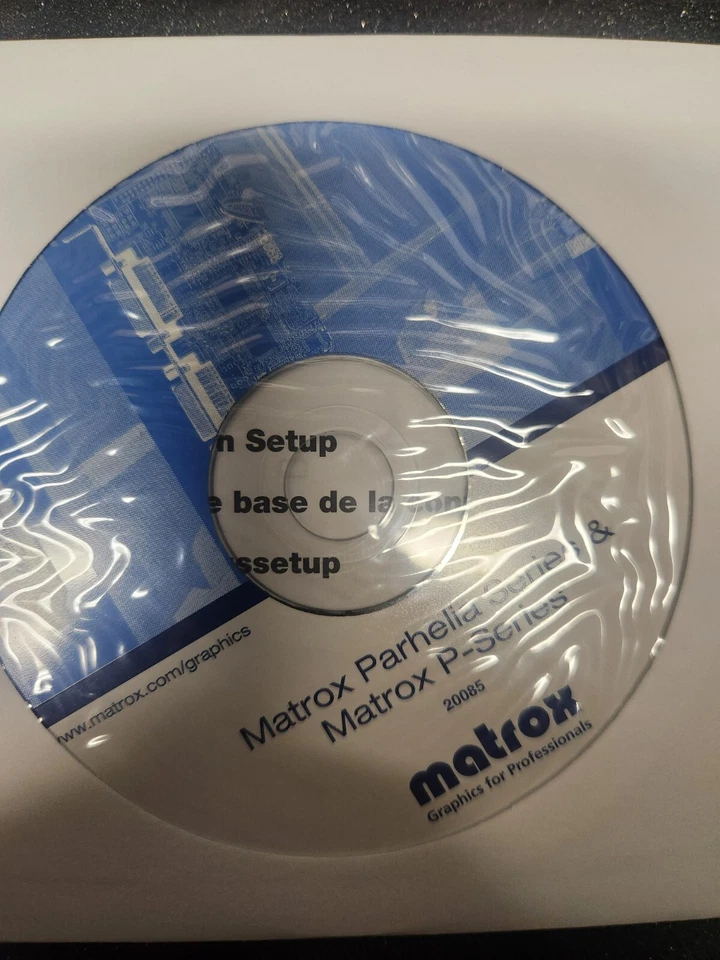 n Setup
e base de la con
ssetup
www.matrox.com/graphics
Matrox Parhelia Series &
Matrox P-Series
20085
matrox
Graphics for Professionals